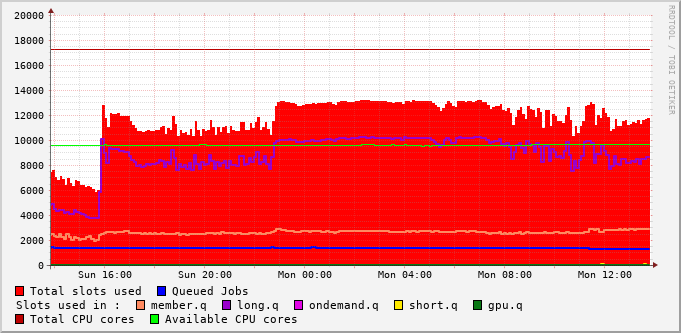 20000
18000
16000
14000
12000
10000
8000
6000
4000
2000
0
Sun 16:00 Sun 20:00 Mon 00:00 Mon 04:00 Mon 08:00 Mon 12:00
RRDTOOL / TOBI OETIKER
Total slots used Queued Jobs
Slots used in : member.q long.q ondemand.q short.q gpu.q
Total CPU cores Available CPU cores